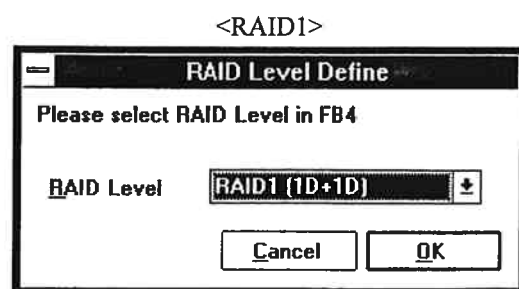 <RAID1>
RAID Level Define
Please select RAID Level in FB4
RAID Level RAID1 (1D+1D)
Cancel OK